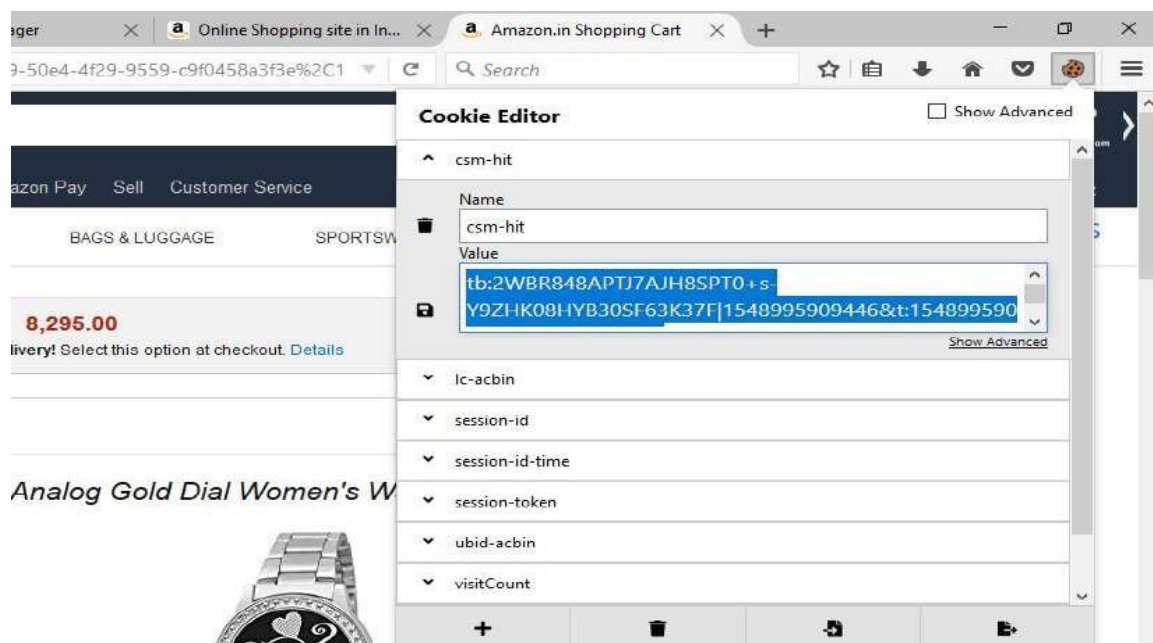 ager
Online Shopping site in In...
Amazon.in Shopping Cart
9-50e4-4f29-9559-c9f0458a3f3e%2C1
Search
Cookie Editor
Show Advanced
csm-hit
azon Pay Sell Customer Service
Name
csm-hit
BAGS & LUGGAGE SPORTSW
Value
tb:2WBR848APTJ7AJH8SPT0+s-
Y9ZHK08HYB30SF63K37F|1548995909446&t:154899590
8,295.00
livery! Select this option at checkout. Details
Show Advanced
lc-acbin
session-id
session-id-time
Analog Gold Dial Women's W
session-token
ubid-acbin
visitCount